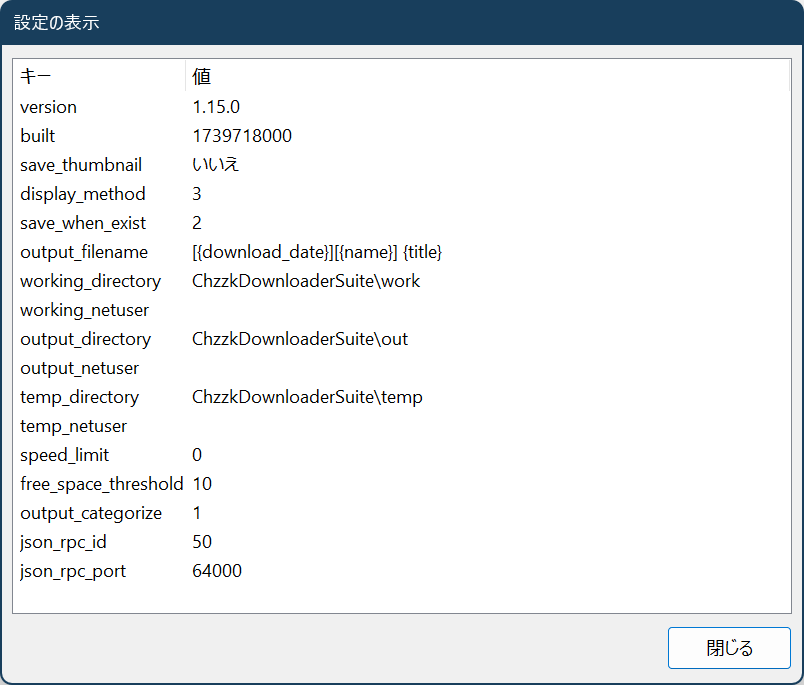 設定の表示
キー 値
version 1.15.0
built 1739718000
save_thumbnail いいえ
display_method 3
save_when_exist 2
output_filename [{download_date}][{name}] {title}
working_directory ChzzkDownloaderSuite\work
working_netuser
output_directory ChzzkDownloaderSuite\out
output_netuser
temp_directory ChzzkDownloaderSuite\temp
temp_netuser
speed_limit 0
free_space_threshold 10
output_categorize 1
json_rpc_id 50
json_rpc_port 64000
閉じる